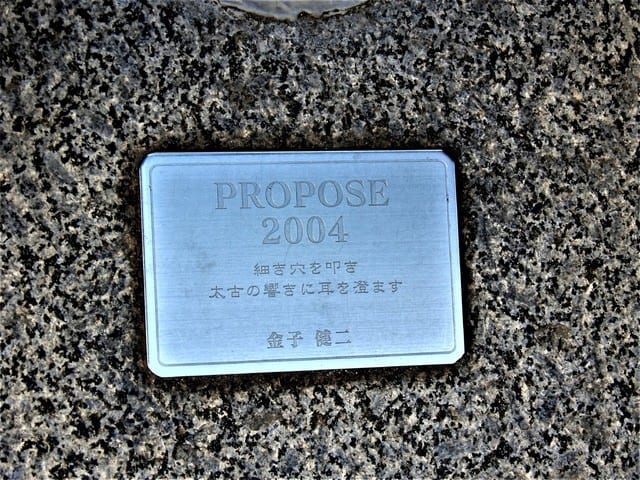 PROPOSE
2004
細き穴を叩き
太古の響きに耳を澄ます
金子 健二